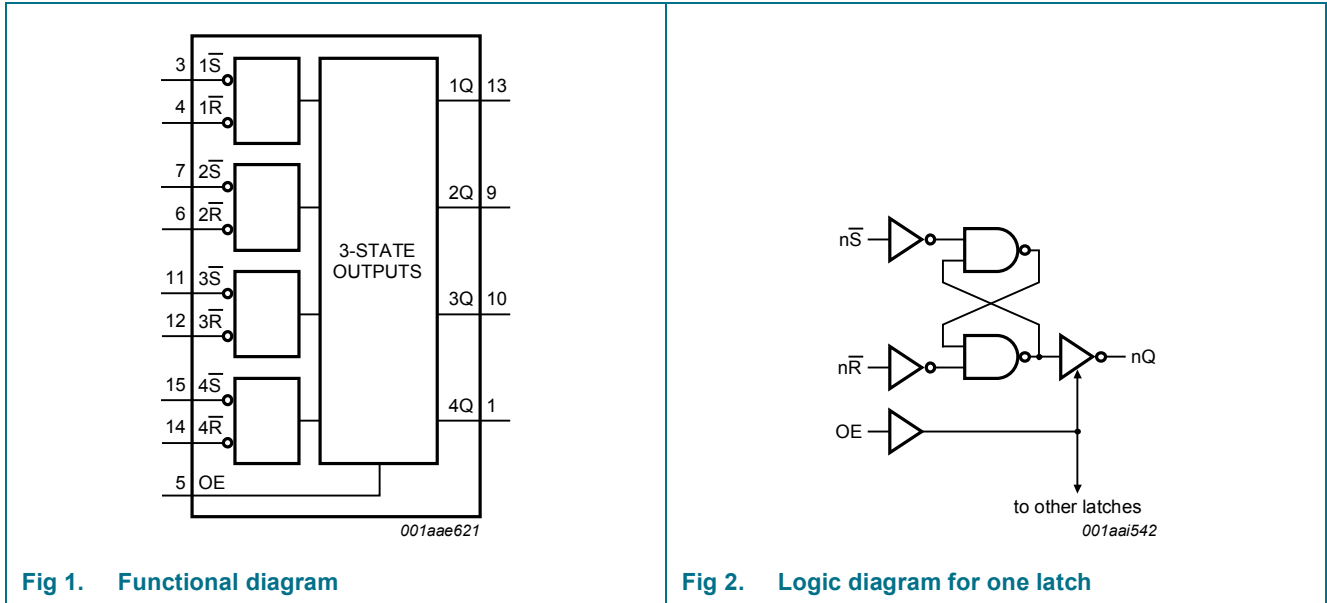 3 1S̅
4 1R̅
7 2S̅
6 2R̅
11 3S̅
12 3R̅
15 4S̅
14 4R̅
5 OE
3-STATE
OUTPUTS
1Q 13
2Q 9
3Q 10
4Q 1
001aae621
Fig 1. Functional diagram
nS̅
nR̅
OE
nQ
to other latches
001aai542
Fig 2. Logic diagram for one latch